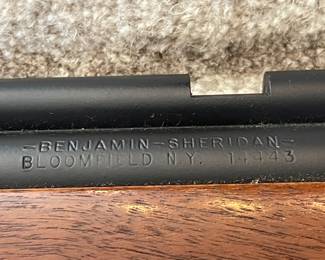 -BENJAMIN-SHERIDAN-
BLOOMFIELD N.Y. 14443